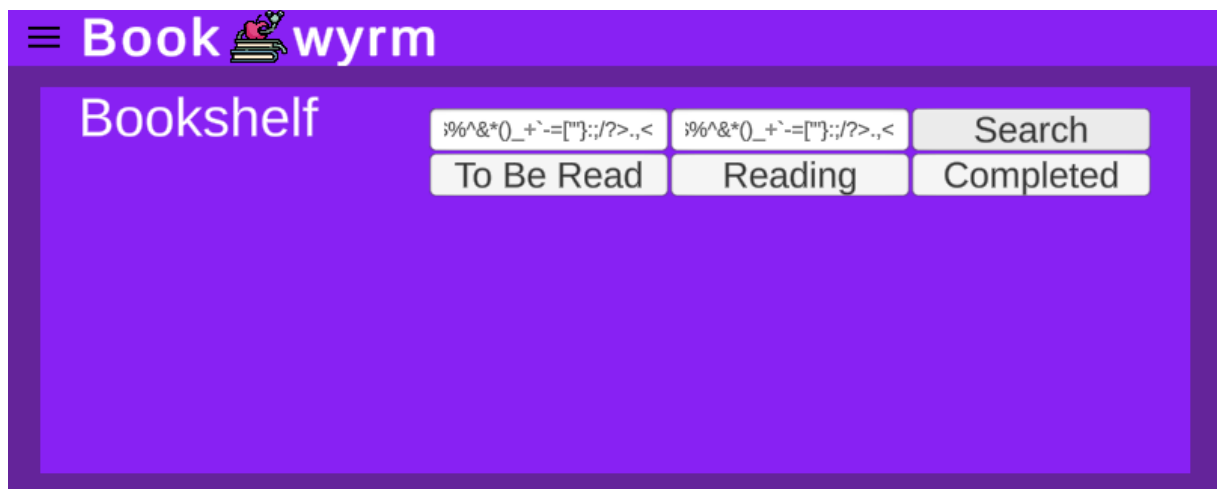 Book wyrm
Bookshelf
%^&*()_+`-=["'}:;/?>.,< %^&*()_+`-=["'}:;/?>.,< Search
To Be Read Reading Completed